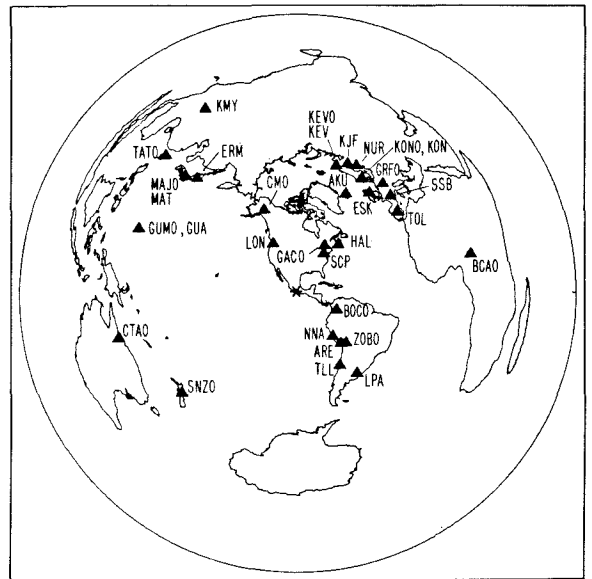 KMY
KEVO
KEV
KJF
NUR
KONO, KON
TATO
ERM
GRFO
MAJO
MAT
CMO
AKU
SSB
ESK
TOL
GUMO, GUA
LON
GACO
HAL
SCP
BCAO
BOCO
CTAO
NNA
ZOBO
ARE
TLL
LPA
SNZO